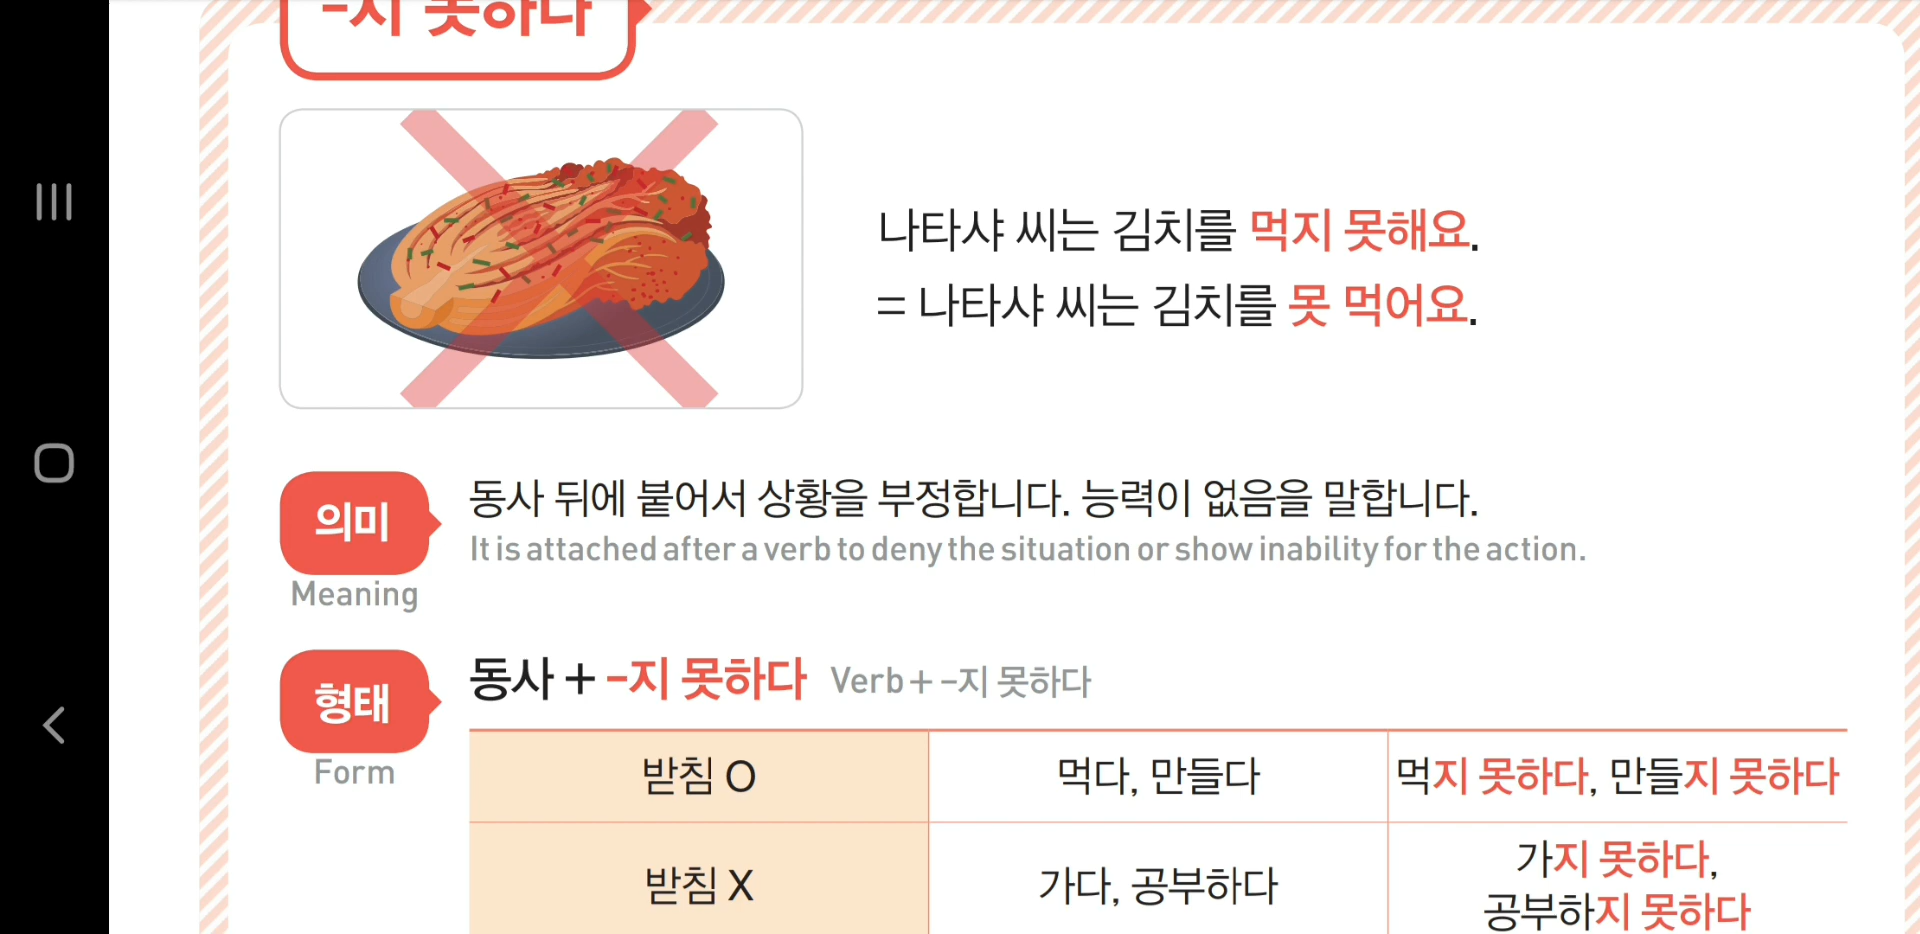 -지 못하다
나타샤 씨는 김치를 먹지 못해요.
= 나타샤 씨는 김치를 못 먹어요.
의미
Meaning
동사 뒤에 붙어서 상황을 부정합니다. 능력이 없음을 말합니다.
It is attached after a verb to deny the situation or show inability for the action.
형태
Form
동사 + -지 못하다 Verb + -지 못하다
받침 O 먹다, 만들다 먹지 못하다, 만들지 못하다
받침 X 가다, 공부하다 가지 못하다,
공부하지 못하다